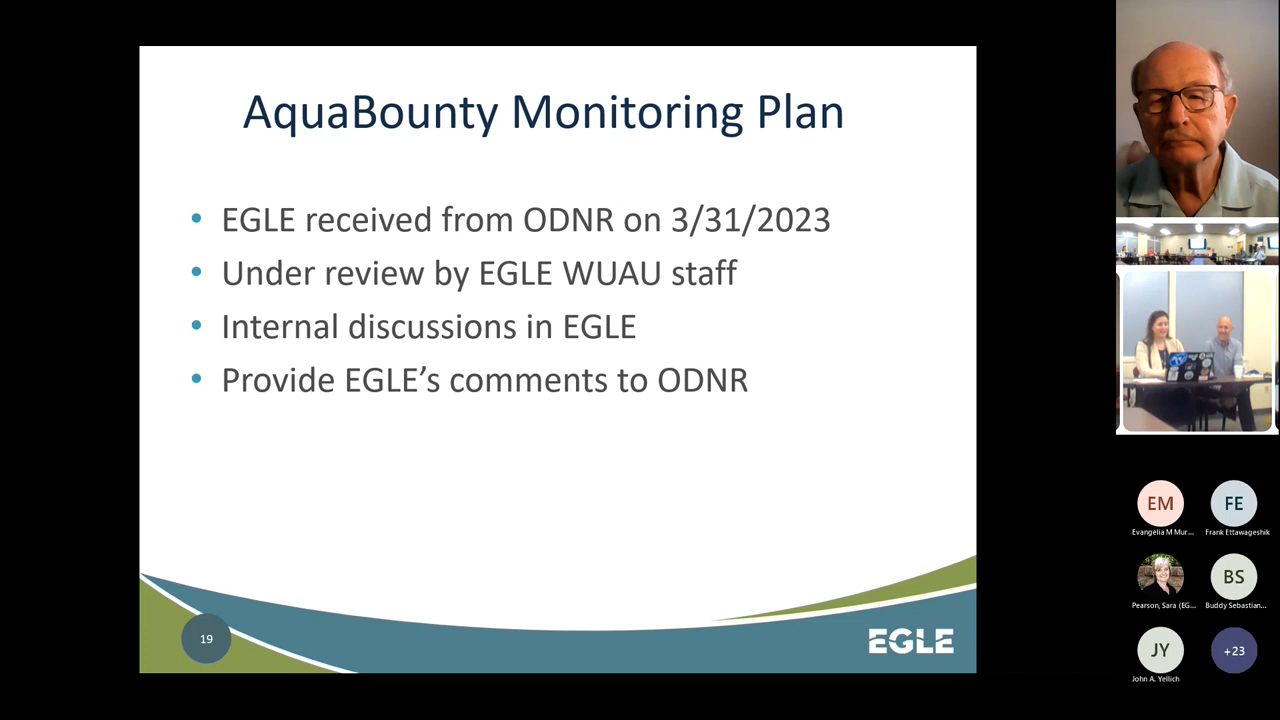 AquaBounty Monitoring Plan
• EGLE received from ODNR on 3/31/2023
• Under review by EGLE WUAU staff
• Internal discussions in EGLE
• Provide EGLE’s comments to ODNR
19
EGLE
EM
Evangelia M Mur...
FE
Frank Ettawageshik
Pearson, Sara (EG...
BS
Buddy Sebastian...
JY
John A. Yellich
+23